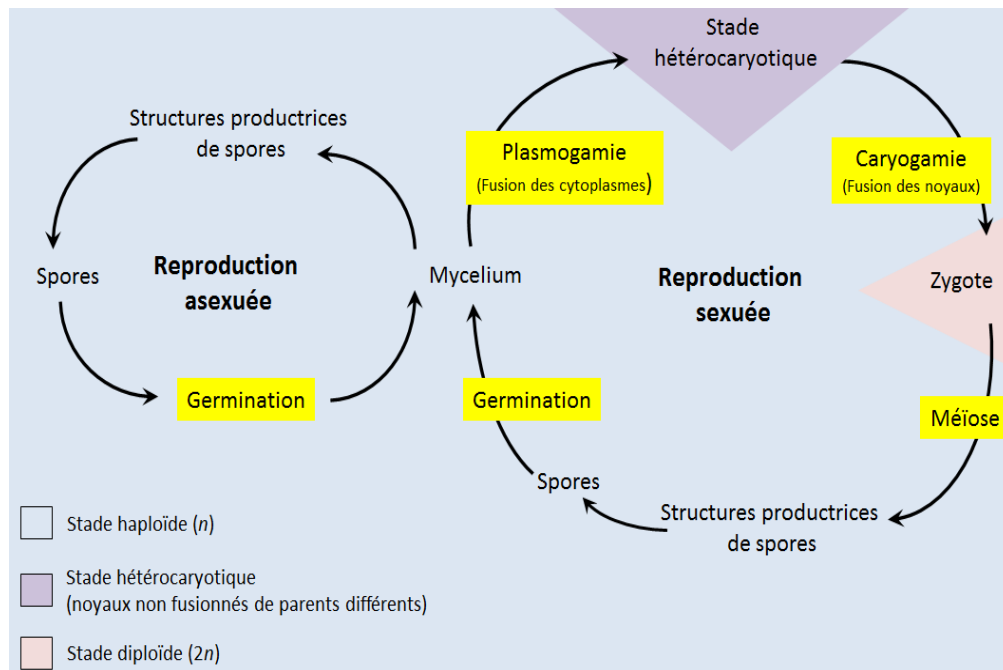 Stade
hétérocaryotique
Structures productrices
de spores
Plasmogamie
(Fusion des cytoplasmes)
Caryogamie
(Fusion des noyaux)
Spores
Reproduction
asexuée
Mycelium
Reproduction
sexuée
Zygote
Germination
Germination
Méïose
Spores
Structures productrices
de spores
Stade haploïde (n)
Stade hétérocaryotique
(noyaux non fusionnés de parents différents)
Stade diploïde (2n)